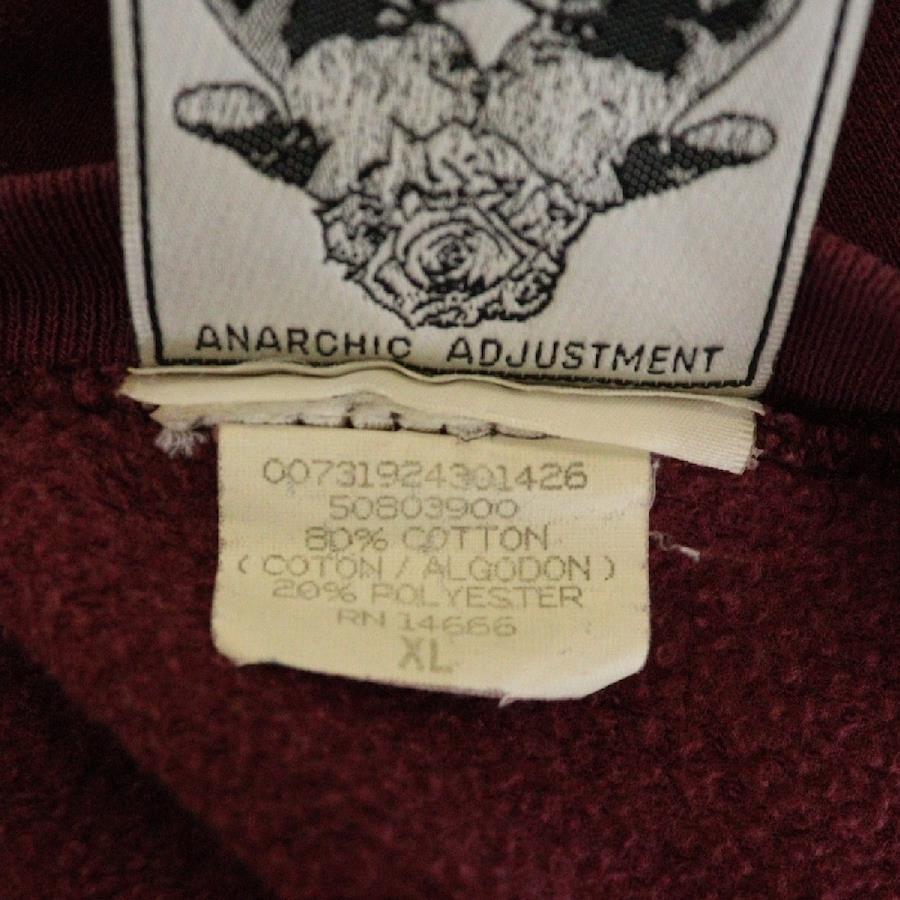 ANARCHIC ADJUSTMENT
00731924301426
50803900
80% COTTON
( COTON / ALGODON )
20% POLYESTER
RN 14666
XL